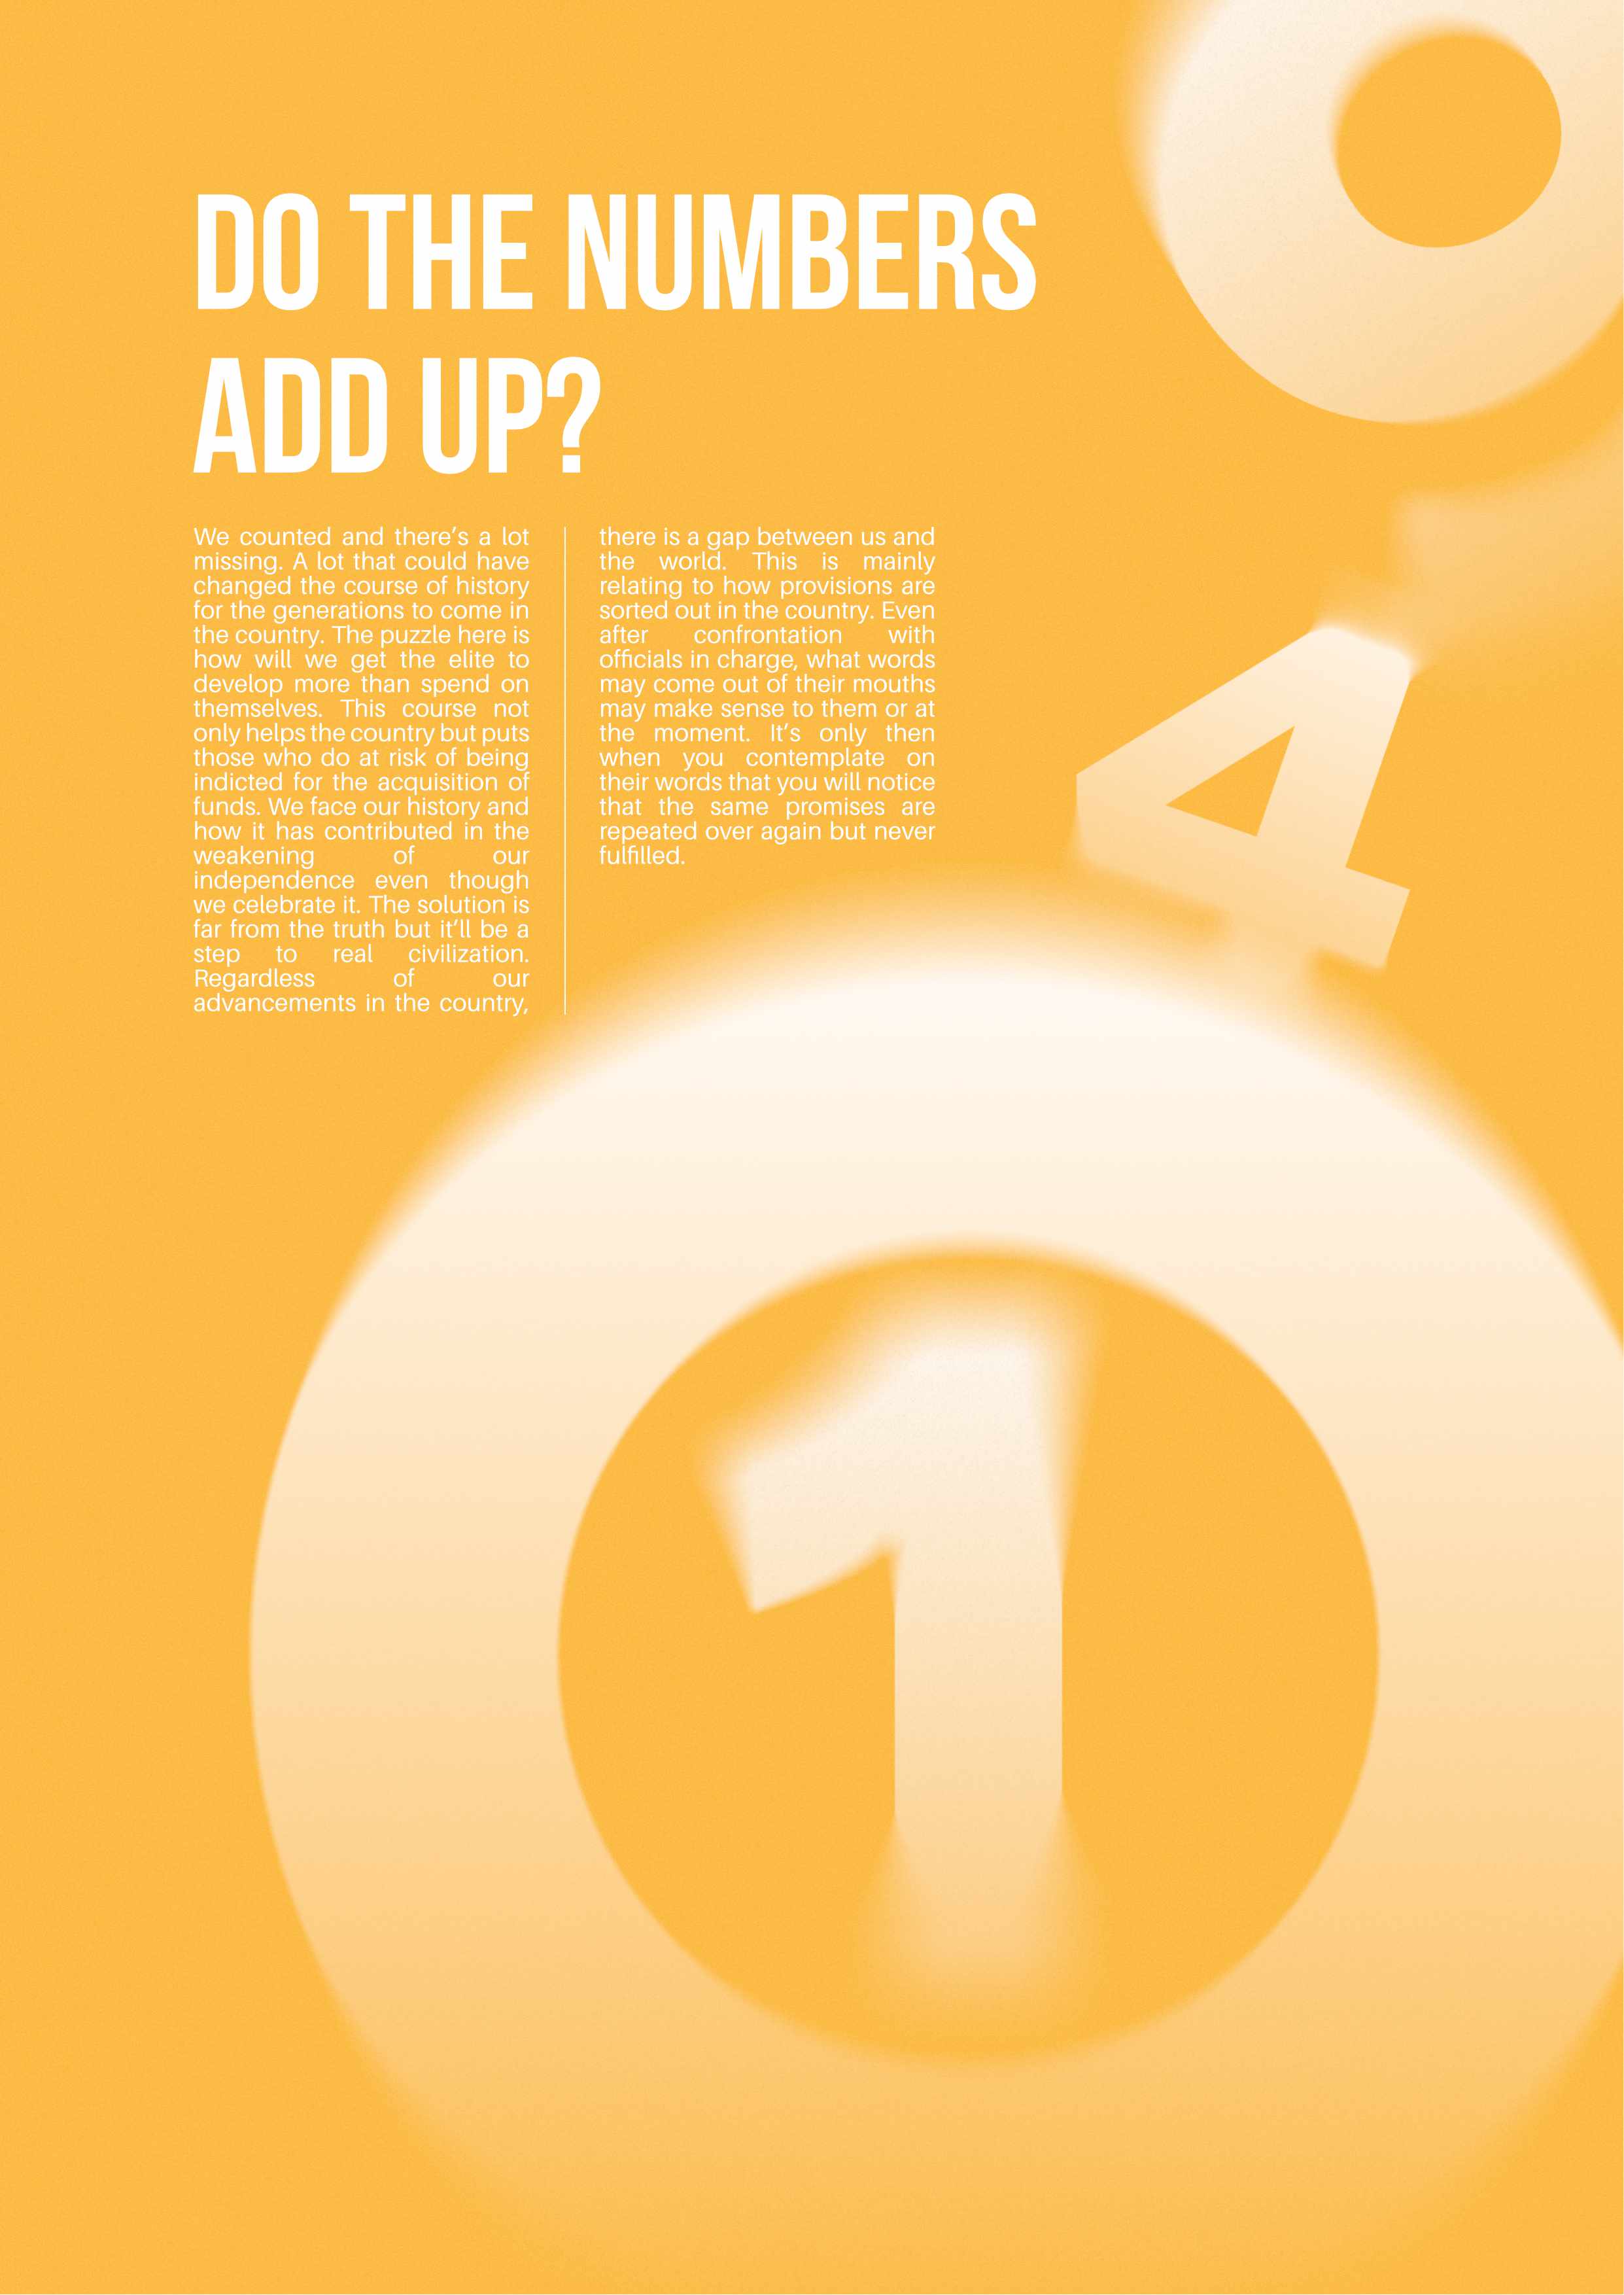 DO THE NUMBERS
ADD UP?
We counted and there’s a lot
missing. A lot that could have
changed the course of history
for the generations to come in
the country. The puzzle here is
how will we get the elite to
develop more than spend on
themselves. This course not
only helps the country but puts
those who do at risk of being
indicted for the acquisition of
funds. We face our history and
how it has contributed in the
weakening of our
independence even though
we celebrate it. The solution is
far from the truth but it’ll be a
step to real civilization.
Regardless of our
advancements in the country,
there is a gap between us and
the world. This is mainly
relating to how provisions are
sorted out in the country. Even
after confrontation with
officials in charge, what words
may come out of their mouths
may make sense to them or at
the moment. It’s only then
when you contemplate on
their words that you will notice
that the same promises are
repeated over again but never
fulfilled.
4
0
1